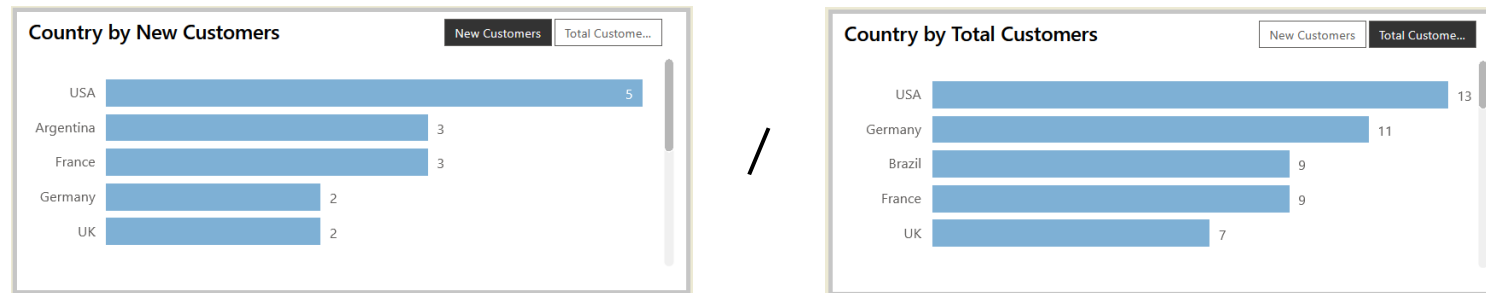 Country by New Customers
New Customers
Total Custome...
USA 5
Argentina 3
France 3
Germany 2
UK 2
/
Country by Total Customers
New Customers
Total Custome...
USA 13
Germany 11
Brazil 9
France 9
UK 7